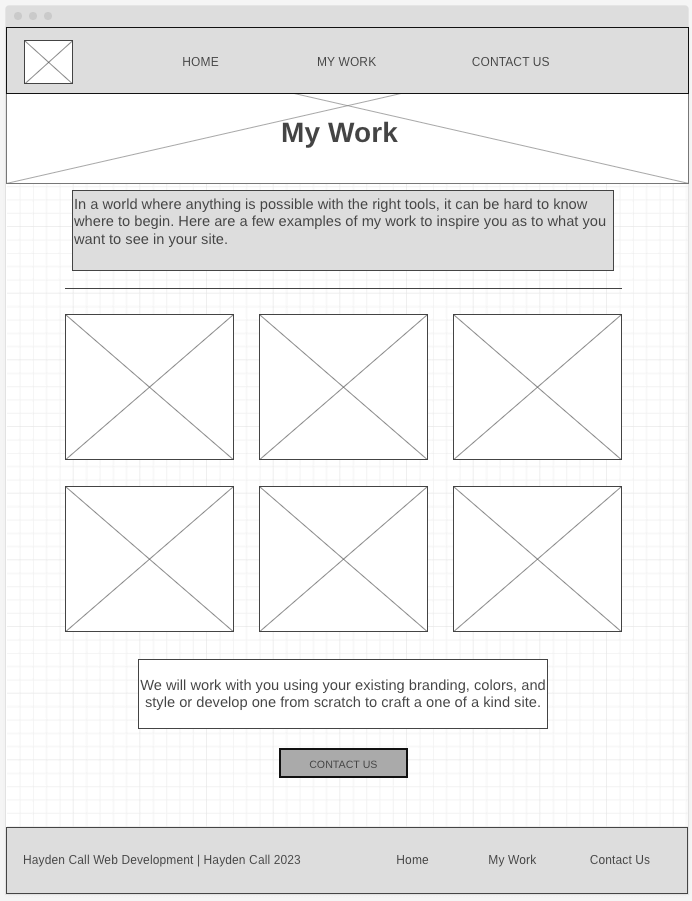 HOME MY WORK CONTACT US
My Work
In a world where anything is possible with the right tools, it can be hard to know
where to begin. Here are a few examples of my work to inspire you as to what you
want to see in your site.
We will work with you using your existing branding, colors, and
style or develop one from scratch to craft a one of a kind site.
CONTACT US
Hayden Call Web Development | Hayden Call 2023 Home My Work Contact Us